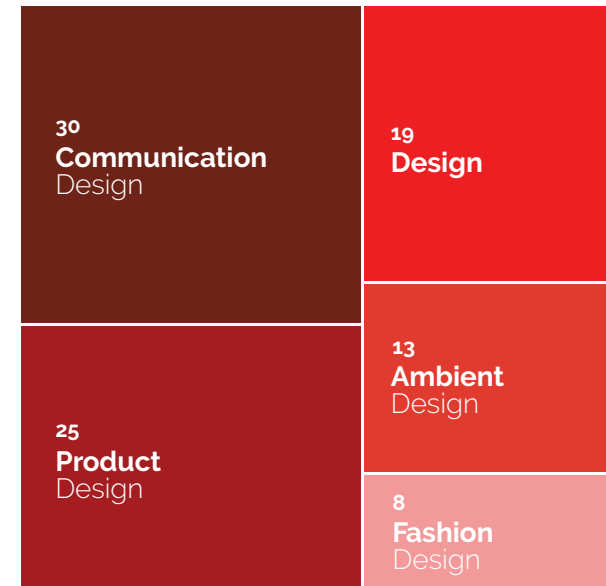 30
Communication
Design
25
Product
Design
19
Design
13
Ambient
Design
8
Fashion
Design